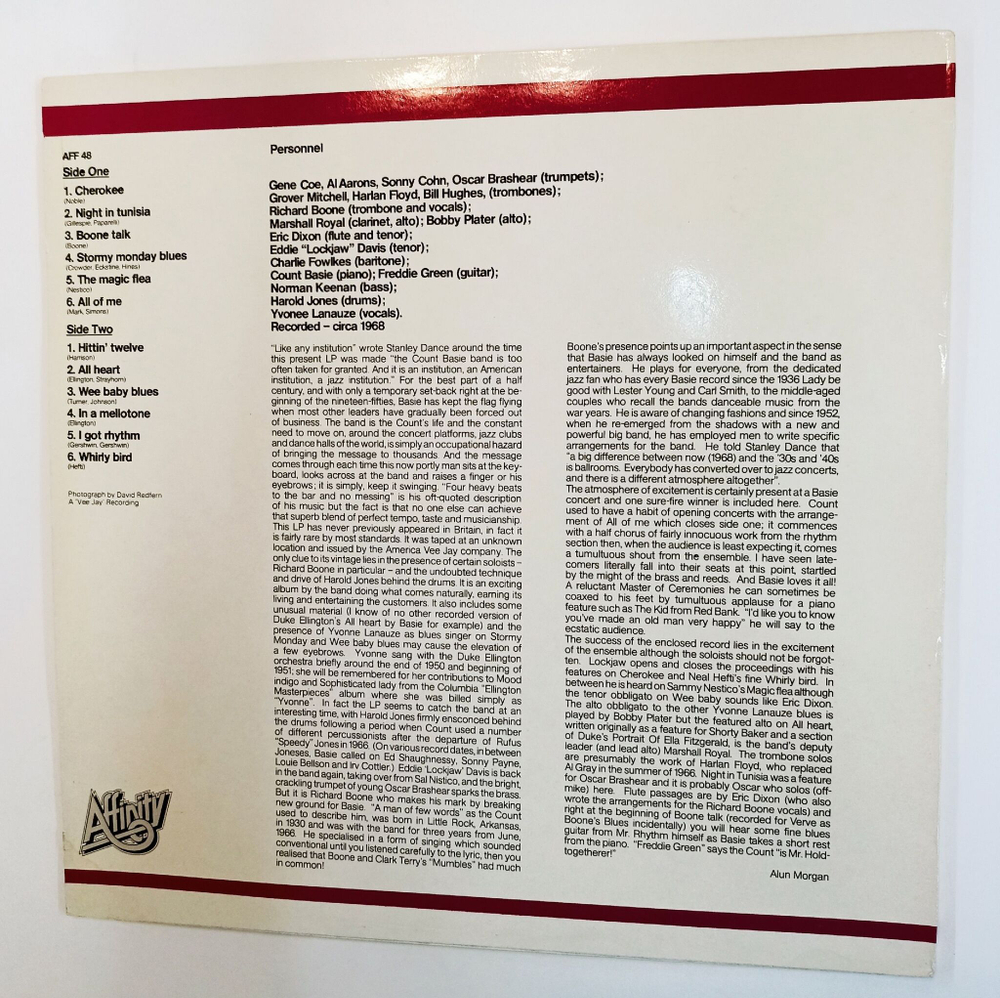 AFF 48
Side One
1. Cherokee
(Noble)
2. Night in tunisia
(Gillespie, Paparelli)
3. Boone talk
(Boone)
4. Stormy monday blues
(Crowder, Eckstine, Hines)
5. The magic flea
(Nestico)
6. All of me
(Mark, Simons)
Side Two
1. Hittin' twelve
(Harrison)
2. All heart
(Ellington, Strayhorn)
3. Wee baby blues
(Turner, Johnson)
4. In a mellotone
(Ellington)
5. I got rhythm
(Gershwin, Gershwin)
6. Whirly bird
(Hefti)
Photograph by David Redfern
A 'Vee Jay' Recording
Affinity
Personnel
Gene Coe, Al Aarons, Sonny Cohn, Oscar Brashear (trumpets);
Grover Mitchell, Harlan Floyd, Bill Hughes, (trombones);
Richard Boone (trombone and vocals);
Marshall Royal (clarinet, alto); Bobby Plater (alto);
Eric Dixon (flute and tenor);
Eddie "Lockjaw" Davis (tenor);
Charlie Fowlkes (baritone);
Count Basie (piano); Freddie Green (guitar);
Norman Keenan (bass);
Harold Jones (drums);
Yvonee Lanauze (vocals).
Recorded – circa 1968
"Like any institution" wrote Stanley Dance around the time
this present LP was made "the Count Basie band is too
often taken for granted. And it is an institution, an American
institution, a jazz institution." For the best part of a half
century, and with only a temporary set-back right at the be-
ginning of the nineteen-fifties, Basie has kept the flag flying
when most other leaders have gradually been forced out
of business. The band is the Count's life and the constant
need to move on, around the concert platforms, jazz clubs
and dance halls of the world, is simply an occupational hazard
of bringing the message to thousands. And the message
comes through each time this now portly man sits at the key-
board, looks across at the band and raises a finger or his
eyebrows; it is simply, keep it swinging. "Four heavy beats
to the bar and no messing" is his oft-quoted description
of his music but the fact is that no one else can achieve
that superb blend of perfect tempo, taste and musicianship.
This LP has never previously appeared in Britain, in fact it
is fairly rare by most standards. It was taped at an unknown
location and issued by the America Vee Jay company. The
only clue to its vintage lies in the presence of certain soloists –
Richard Boone in particular – and the undoubted technique
and drive of Harold Jones behind the drums. It is an exciting
album by the band doing what comes naturally, earning its
living and entertaining the customers. It also includes some
unusual material (I know of no other recorded version of
Duke Ellington's All heart by Basie for example) and the
presence of Yvonne Lanauze as blues singer on Stormy
Monday and Wee baby blues may cause the elevation of
a few eyebrows. Yvonne sang with the Duke Ellington
orchestra briefly around the end of 1950 and beginning of
1951; she will be remembered for her contributions to Mood
indigo and Sophisticated lady from the Columbia "Ellington
Masterpieces" album where she was billed simply as
"Yvonne". In fact the LP seems to catch the band at an
interesting time, with Harold Jones firmly ensconced behind
the drums following a period when Count used a number
of different percussionists after the departure of Rufus
"Speedy" Jones in 1966. (On various record dates, in between
Joneses, Basie called on Ed Shaughnessy, Sonny Payne,
Louie Bellson and Irv Cottler.) Eddie 'Lockjaw' Davis is back
in the band again, taking over from Sal Nistico, and the bright,
crackling trumpet of young Oscar Brashear sparks the brass.
But it is Richard Boone who makes his mark by breaking
new ground for Basie. "A man of few words" as the Count
used to describe him, was born in Little Rock, Arkansas,
in 1930 and was with the band for three years from June,
1966. He specialised in a form of singing which sounded
conventional until you listened carefully to the lyric, then you
realised that Boone and Clark Terry's "Mumbles" had much
in common!
Boone's presence points up an important aspect in the sense
that Basie has always looked on himself and the band as
entertainers. He plays for everyone, from the dedicated
jazz fan who has every Basie record since the 1936 Lady be
good with Lester Young and Carl Smith, to the middle-aged
couples who recall the bands danceable music from the
war years. He is aware of changing fashions and since 1952,
when he re-emerged from the shadows with a new and
powerful big band, he has employed men to write specific
arrangements for the band. He told Stanley Dance that
"a big difference between now (1968) and the '30s and '40s
is ballrooms. Everybody has converted over to jazz concerts,
and there is a different atmosphere altogether".
The atmosphere of excitement is certainly present at a Basie
concert and one sure-fire winner is included here. Count
used to have a habit of opening concerts with the arrange-
ment of All of me which closes side one; it commences
with a half chorus of fairly innocuous work from the rhythm
section then, when the audience is least expecting it, comes
a tumultuous shout from the ensemble. I have seen late-
comers literally fall into their seats at this point, startled
by the might of the brass and reeds. And Basie loves it all!
A reluctant Master of Ceremonies he can sometimes be
coaxed to his feet by tumultuous applause for a piano
feature such as The Kid from Red Bank. "I'd like you to know
you've made an old man very happy" he will say to the
ecstatic audience.
The success of the enclosed record lies in the excitement
of the ensemble although the soloists should not be forgot-
ten. Lockjaw opens and closes the proceedings with his
features on Cherokee and Neal Hefti's fine Whirly bird. In
between he is heard on Sammy Nestico's Magic flea although
the tenor obbligato on Wee baby sounds like Eric Dixon.
The alto obbligato to the other Yvonne Lanauze blues is
played by Bobby Plater but the featured alto on All heart,
written originally as a feature for Shorty Baker and a section
of Duke's Portrait Of Ella Fitzgerald, is the band's deputy
leader (and lead alto) Marshall Royal. The trombone solos
are presumably the work of Harlan Floyd, who replaced
Al Gray in the summer of 1966. Night in Tunisia was a feature
for Oscar Brashear and it is probably Oscar who solos (off-
mike) here. Flute passages are by Eric Dixon (who also
wrote the arrangements for the Richard Boone vocals) and
right at the beginning of Boone talk (recorded for Verve as
Boone's Blues incidentally) you will hear some fine blues
guitar from Mr. Rhythm himself as Basie takes a short rest
from the piano. "Freddie Green" says the Count "is Mr. Hold-
togetherer!"
Alun Morgan